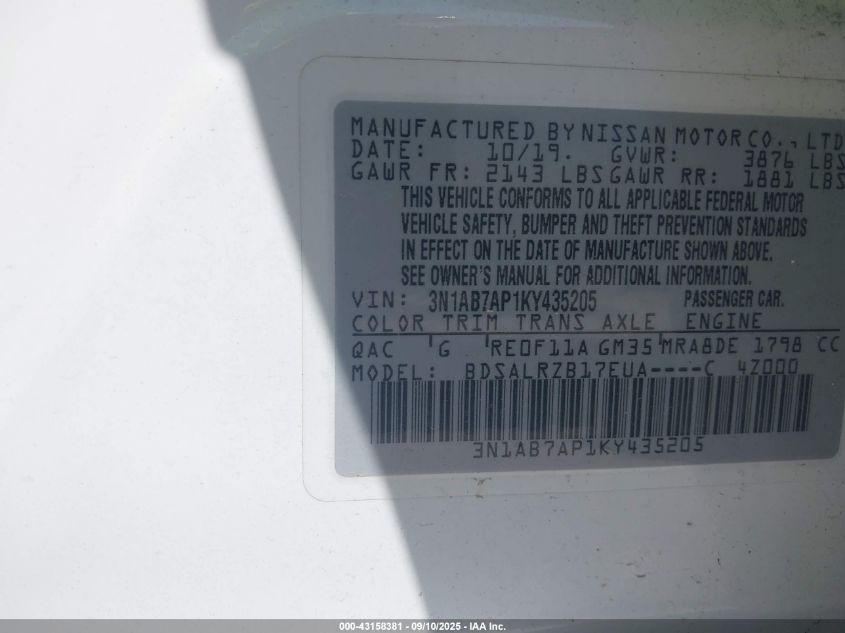 MANUFACTURED BY NISSAN MOTOR CO., LTD
DATE: 10/19. GVWR: 3876 LBS
GAWR FR: 2143 LBS GAWR RR: 1881 LBS
THIS VEHICLE CONFORMS TO ALL APPLICABLE FEDERAL MOTOR
VEHICLE SAFETY, BUMPER AND THEFT PREVENTION STANDARDS
IN EFFECT ON THE DATE OF MANUFACTURE SHOWN ABOVE.
SEE OWNER'S MANUAL FOR ADDITIONAL INFORMATION.
VIN: 3N1AB7AP1KY435205 PASSENGER CAR.
COLOR TRIM TRANS AXLE ENGINE
QAC G RE0F11A GM35 MRA8DE 1798 CC
MODEL: BDSALRZB17EUA----C 4Z000
3N1AB7AP1KY435205
000-43158381 - 09/10/2025 - IAA Inc.